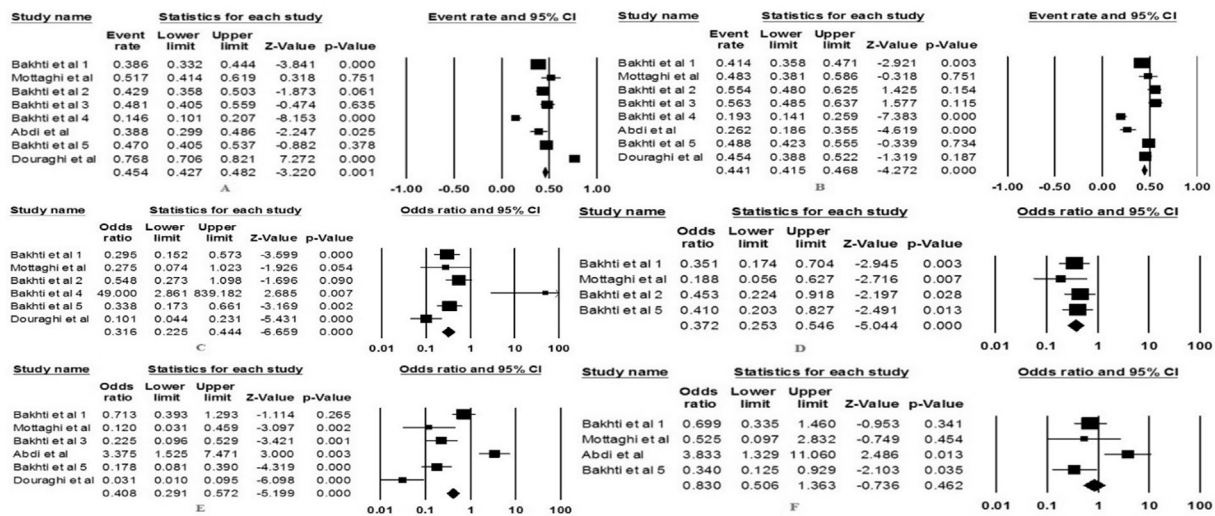 Study name Statistics for each study Event rate and 95% CI
Event rate Lower limit Upper limit Z-Value p-Value
Bakhti et al 1 0.386 0.332 0.444 -3.841 0.000
Mottaghi et al 0.517 0.414 0.619 0.318 0.751
Bakhti et al 2 0.429 0.358 0.503 -1.873 0.061
Bakhti et al 3 0.481 0.405 0.559 -0.474 0.635
Bakhti et al 4 0.146 0.101 0.207 -8.153 0.000
Abdi et al 0.388 0.299 0.486 -2.247 0.025
Bakhti et al 5 0.470 0.405 0.537 -0.882 0.378
Douraghi et al 0.768 0.706 0.821 7.272 0.000
0.454 0.427 0.482 -3.220 0.001
-1.00 -0.50 0.00 0.50 1.00
A
Study name Statistics for each study Event rate and 95% CI
Event rate Lower limit Upper limit Z-Value p-Value
Bakhti et al 1 0.414 0.358 0.471 -2.921 0.003
Mottaghi et al 0.483 0.381 0.586 -0.318 0.751
Bakhti et al 2 0.554 0.480 0.625 1.425 0.154
Bakhti et al 3 0.563 0.485 0.637 1.577 0.115
Bakhti et al 4 0.193 0.141 0.259 -7.383 0.000
Abdi et al 0.262 0.186 0.355 -4.619 0.000
Bakhti et al 5 0.488 0.423 0.555 -0.339 0.734
Douraghi et al 0.454 0.388 0.522 -1.319 0.187
0.441 0.415 0.468 -4.272 0.000
-1.00 -0.50 0.00 0.50 1.00
B
Study name Statistics for each study Odds ratio and 95% CI
Odds ratio Lower limit Upper limit Z-Value p-Value
Bakhti et al 1 0.295 0.152 0.573 -3.599 0.000
Mottaghi et al 0.275 0.074 1.023 -1.926 0.054
Bakhti et al 2 0.548 0.273 1.098 -1.696 0.090
Bakhti et al 4 49.000 2.861 839.182 2.685 0.007
Bakhti et al 5 0.338 0.173 0.661 -3.169 0.002
Douraghi et al 0.101 0.044 0.231 -5.431 0.000
0.316 0.225 0.444 -6.659 0.000
0.01 0.1 1 10 100
C
Study name Statistics for each study Odds ratio and 95% CI
Odds ratio Lower limit Upper limit Z-Value p-Value
Bakhti et al 1 0.351 0.174 0.704 -2.945 0.003
Mottaghi et al 0.188 0.056 0.627 -2.716 0.007
Bakhti et al 2 0.453 0.224 0.918 -2.197 0.028
Bakhti et al 5 0.410 0.203 0.827 -2.491 0.013
0.372 0.253 0.546 -5.044 0.000
0.01 0.1 1 10 100
D
Study name Statistics for each study Odds ratio and 95% CI
Odds ratio Lower limit Upper limit Z-Value p-Value
Bakhti et al 1 0.713 0.393 1.293 -1.114 0.265
Mottaghi et al 0.120 0.031 0.459 -3.097 0.002
Bakhti et al 3 0.225 0.096 0.529 -3.421 0.001
Abdi et al 3.375 1.525 7.471 3.000 0.003
Bakhti et al 5 0.178 0.081 0.390 -4.319 0.000
Douraghi et al 0.031 0.010 0.095 -6.098 0.000
0.408 0.291 0.572 -5.199 0.000
0.01 0.1 1 10 100
E
Study name Statistics for each study Odds ratio and 95% CI
Odds ratio Lower limit Upper limit Z-Value p-Value
Bakhti et al 1 0.699 0.335 1.460 -0.953 0.341
Mottaghi et al 0.525 0.097 2.832 -0.749 0.454
Abdi et al 3.833 1.329 11.060 2.486 0.013
Bakhti et al 5 0.340 0.125 0.929 -2.103 0.035
0.830 0.506 1.363 -0.736 0.462
0.01 0.1 1 10 100
F